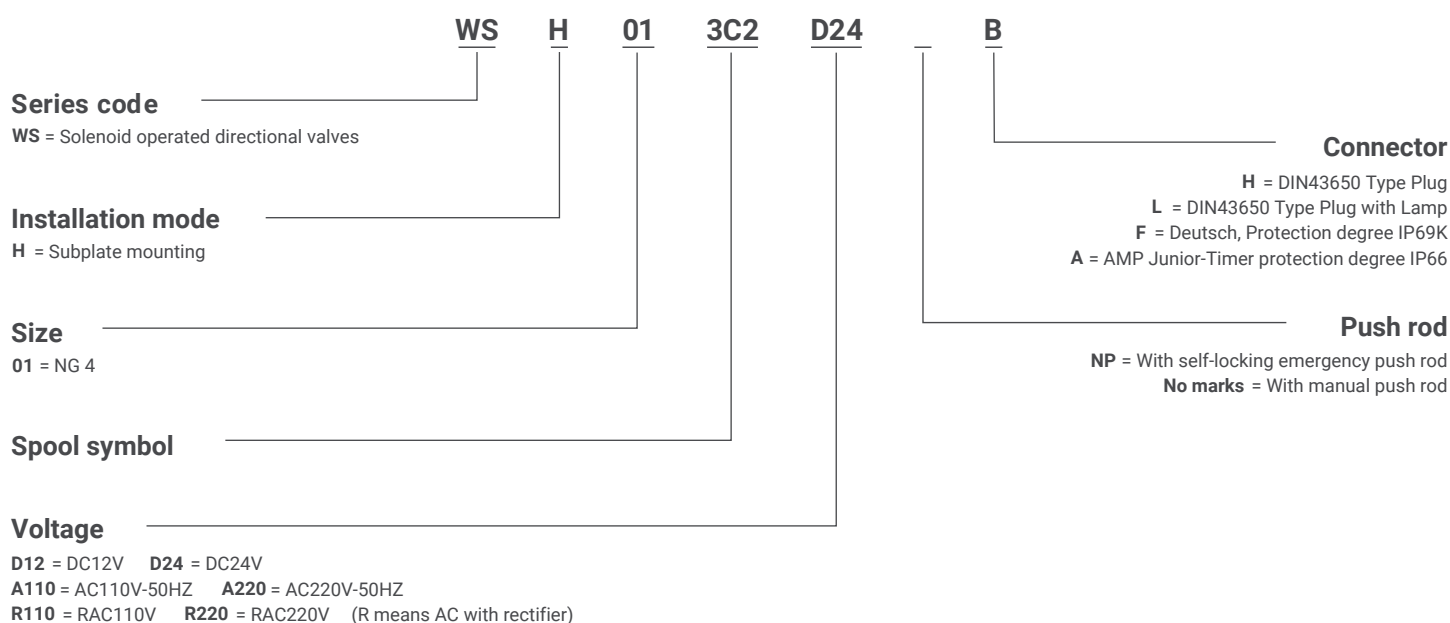 WS H 01 3C2 D24 _ B
Series code
WS = Solenoid operated directional valves
Installation mode
H = Subplate mounting
Size
01 = NG 4
Spool symbol
Voltage
D12 = DC12V D24 = DC24V
A110 = AC110V-50HZ A220 = AC220V-50HZ
R110 = RAC110V R220 = RAC220V (R means AC with rectifier)
Connector
H = DIN43650 Type Plug
L = DIN43650 Type Plug with Lamp
F = Deutsch, Protection degree IP69K
A = AMP Junior-Timer protection degree IP66
Push rod
NP = With self-locking emergency push rod
No marks = With manual push rod